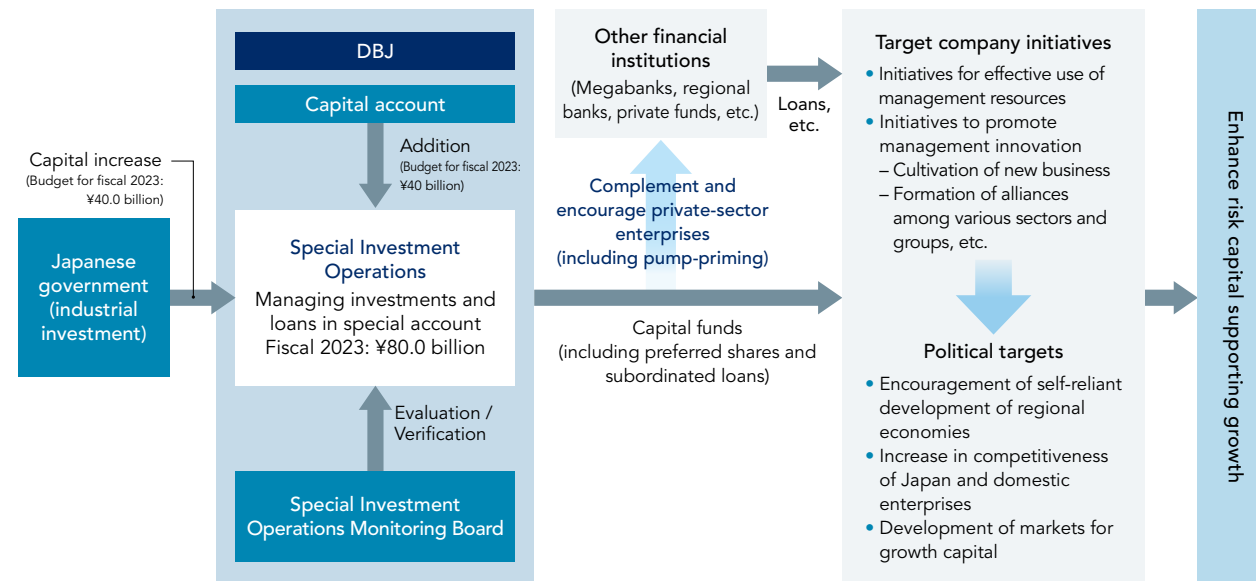 Capital increase
(Budget for fiscal 2023:
¥40.0 billion)
Japanese
government
(industrial
investment)
DBJ
Capital account
Addition
(Budget for fiscal 2023:
¥40 billion)
Special Investment
Operations
Managing investments and
loans in special account
Fiscal 2023: ¥80.0 billion
Evaluation /
Verification
Special Investment
Operations Monitoring Board
Other financial
institutions
(Megabanks, regional
banks, private funds, etc.)
Loans,
etc.
Complement and
encourage private-sector
enterprises
(including pump-priming)
Capital funds
(including preferred shares and
subordinated loans)
Target company initiatives
• Initiatives for effective use of
management resources
• Initiatives to promote
management innovation
– Cultivation of new business
– Formation of alliances
among various sectors and
groups, etc.
Political targets
• Encouragement of self-reliant
development of regional
economies
• Increase in competitiveness
of Japan and domestic
enterprises
• Development of markets for
growth capital
Enhance risk capital supporting growth